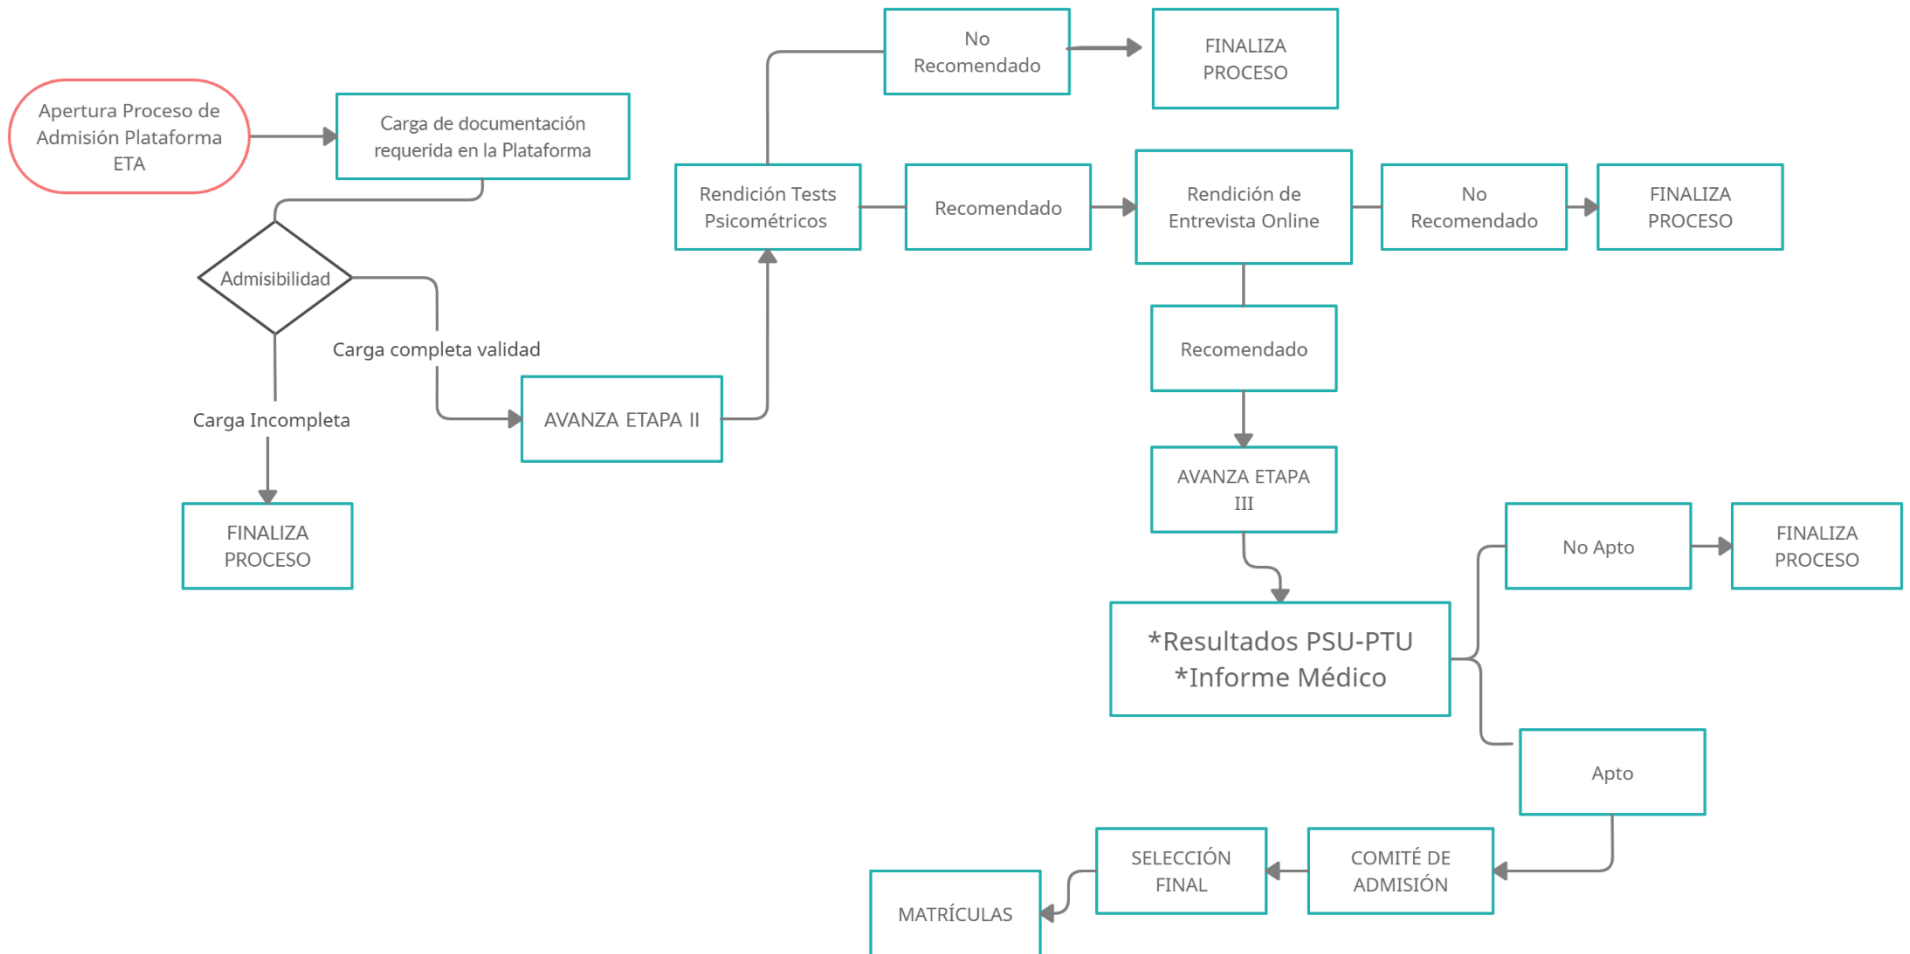 Apertura Proceso de
Admisión Plataforma
ETA
Carga de documentación
requerida en la Plataforma
Admisibilidad
Carga Incompleta
FINALIZA
PROCESO
Carga completa validad
AVANZA ETAPA II
Rendición Tests
Psicométricos
No
Recomendado
FINALIZA
PROCESO
Recomendado
Rendición de
Entrevista Online
No
Recomendado
FINALIZA
PROCESO
Recomendado
AVANZA ETAPA
III
*Resultados PSU-PTU
*Informe Médico
No Apto
FINALIZA
PROCESO
Apto
COMITÉ DE
ADMISIÓN
SELECCIÓN
FINAL
MATRÍCULAS